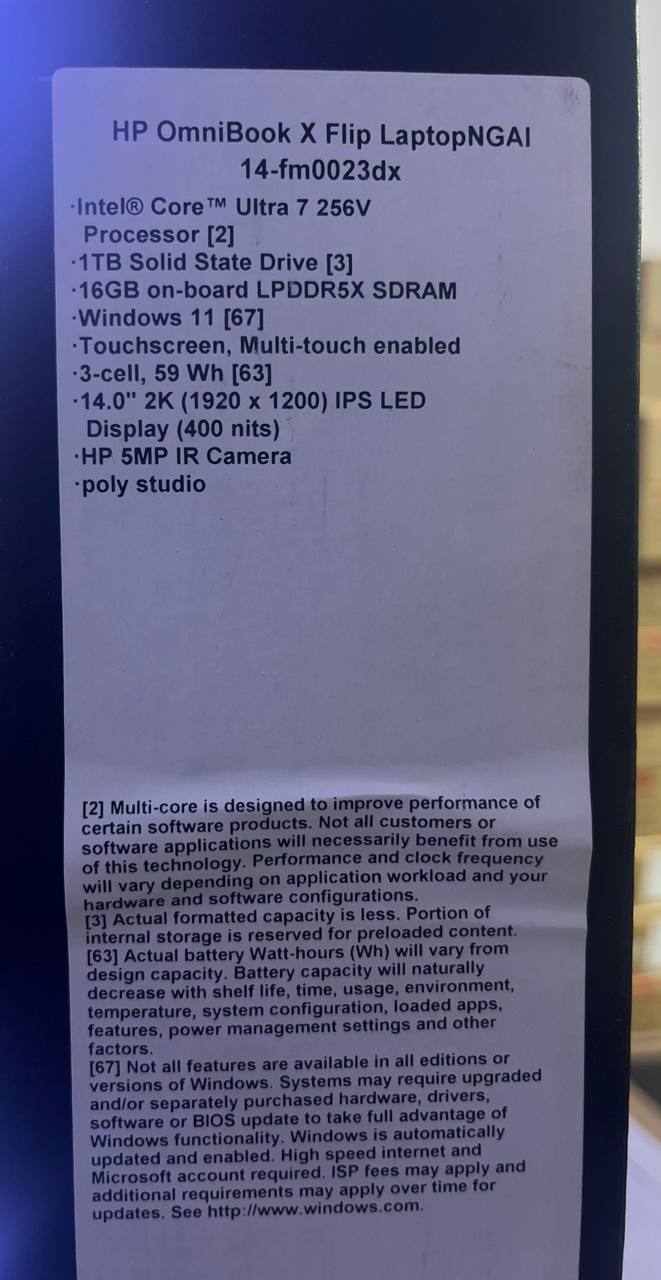 HP OmniBook X Flip LaptopNGAI
14-fm0023dx
·Intel® Core™ Ultra 7 256V
Processor [2]
·1TB Solid State Drive [3]
·16GB on-board LPDDR5X SDRAM
·Windows 11 [67]
·Touchscreen, Multi-touch enabled
·3-cell, 59 Wh [63]
·14.0" 2K (1920 x 1200) IPS LED
Display (400 nits)
·HP 5MP IR Camera
·poly studio
[2] Multi-core is designed to improve performance of
certain software products. Not all customers or
software applications will necessarily benefit from use
of this technology. Performance and clock frequency
will vary depending on application workload and your
hardware and software configurations.
[3] Actual formatted capacity is less. Portion of
internal storage is reserved for preloaded content.
[63] Actual battery Watt-hours (Wh) will vary from
design capacity. Battery capacity will naturally
decrease with shelf life, time, usage, environment,
temperature, system configuration, loaded apps,
features, power management settings and other
factors.
[67] Not all features are available in all editions or
versions of Windows. Systems may require upgraded
and/or separately purchased hardware, drivers,
software or BIOS update to take full advantage of
Windows functionality. Windows is automatically
updated and enabled. High speed internet and
Microsoft account required. ISP fees may apply and
additional requirements may apply over time for
updates. See http://www.windows.com.